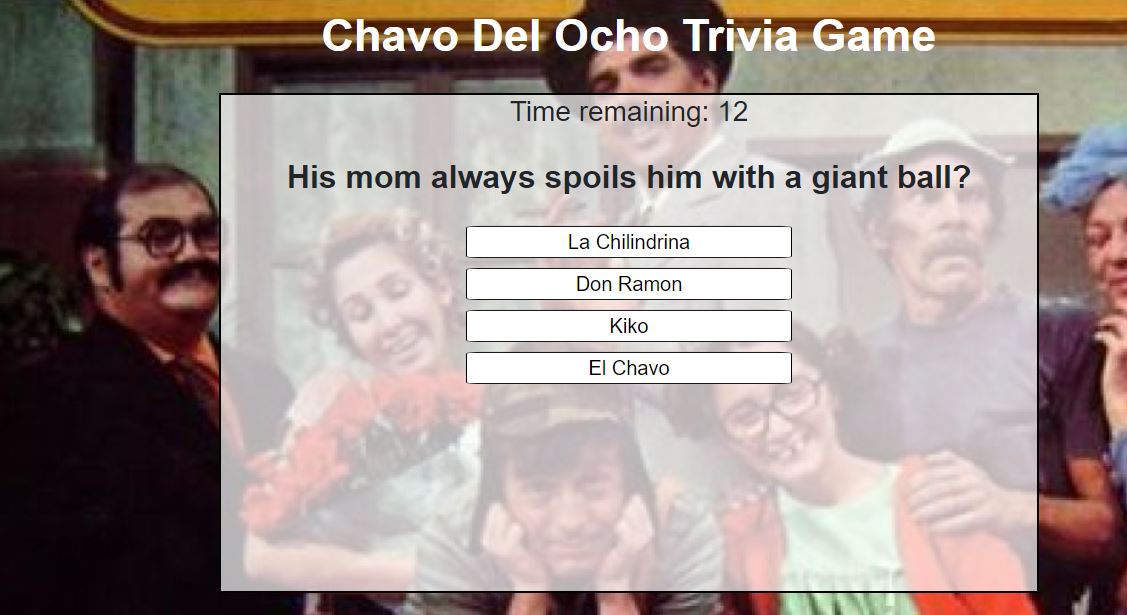 Chavo Del Ocho Trivia Game
Time remaining: 12
His mom always spoils him with a giant ball?
La Chilindrina
Don Ramon
Kiko
El Chavo